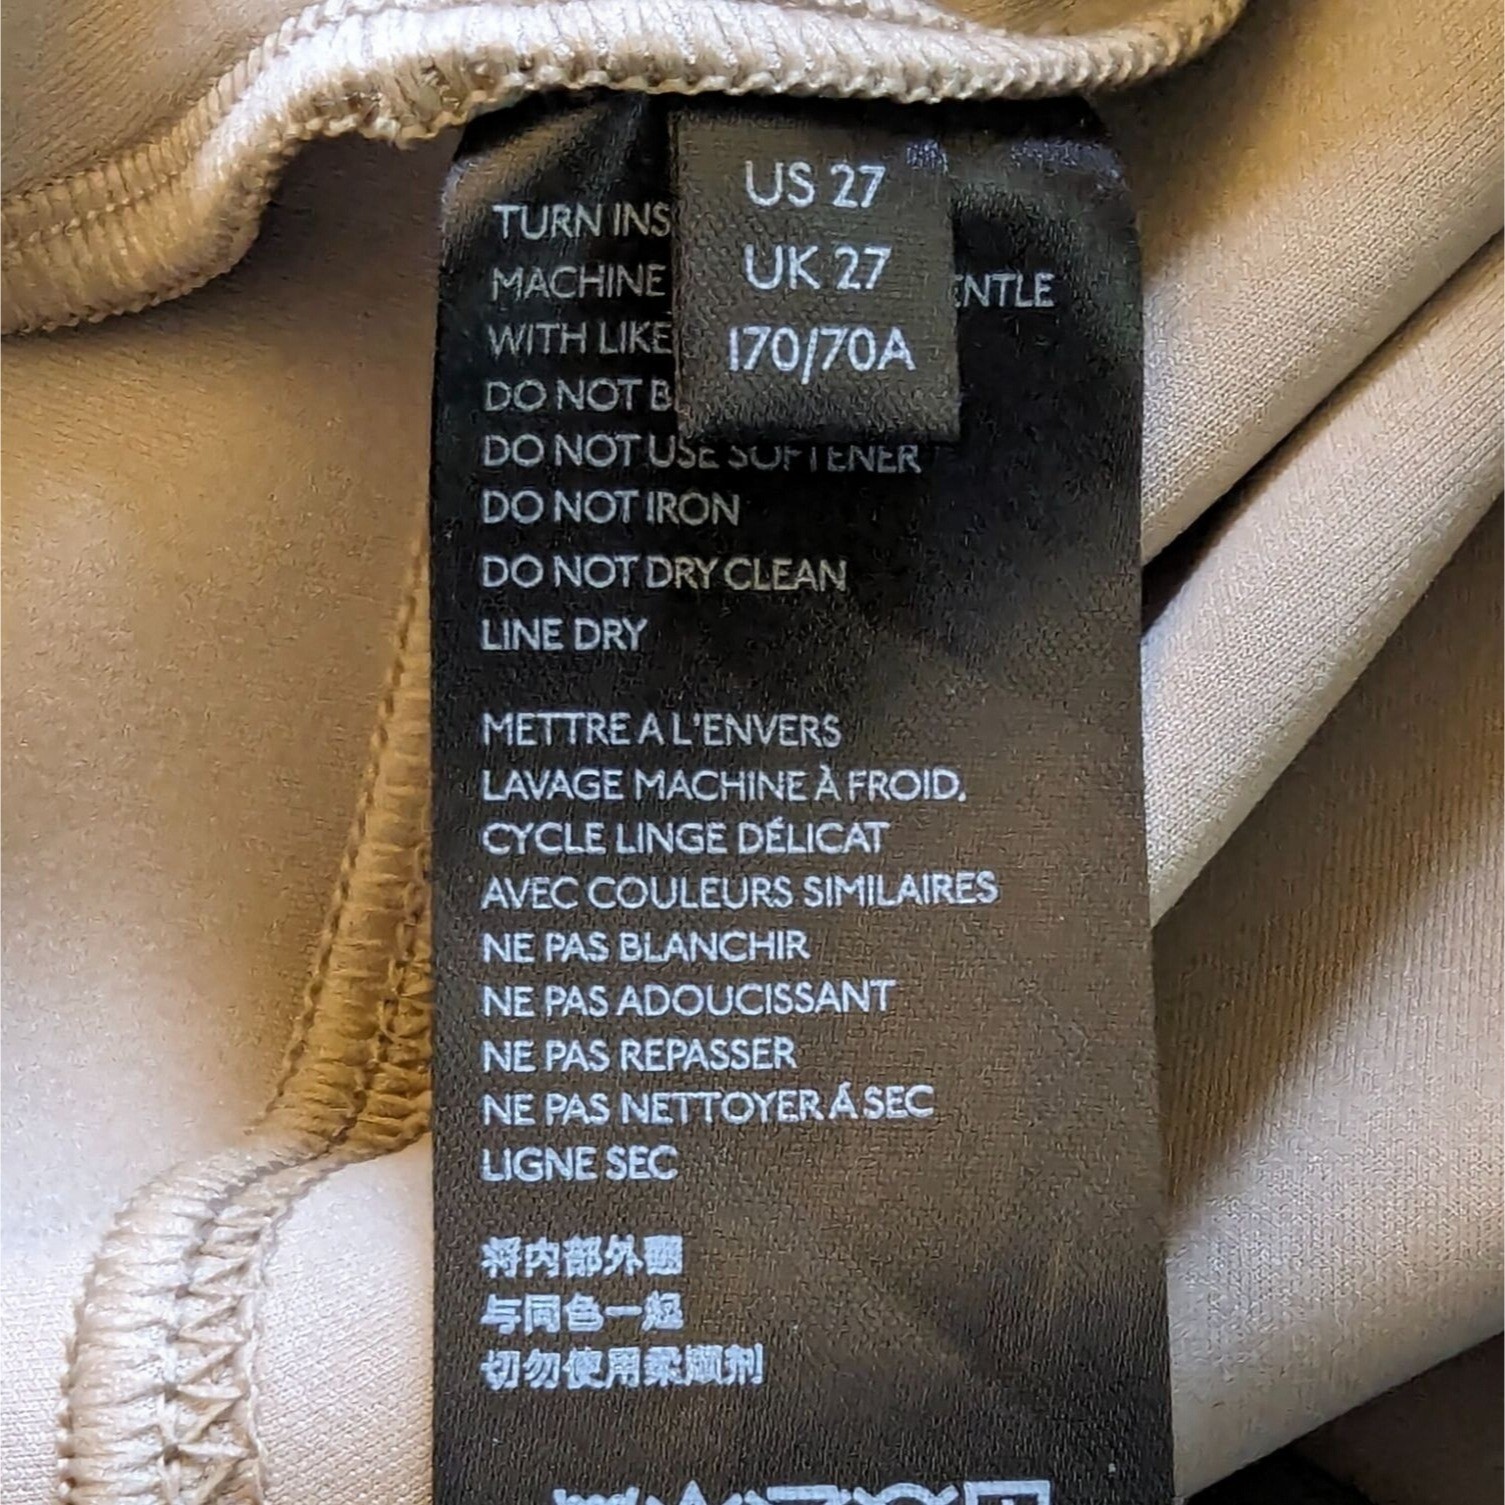 US 27
UK 27
170/70A
TURN INS
MACHINE ENTLE
WITH LIKE
DO NOT B
DO NOT USE SOFTENER
DO NOT IRON
DO NOT DRY CLEAN
LINE DRY
METTRE A L'ENVERS
LAVAGE MACHINE À FROID,
CYCLE LINGE DÉLICAT
AVEC COULEURS SIMILAIRES
NE PAS BLANCHIR
NE PAS ADOUCISSANT
NE PAS REPASSER
NE PAS NETTOYER Á SEC
LIGNE SEC
将内部外翻
与同色一起
切勿使用柔顺剂